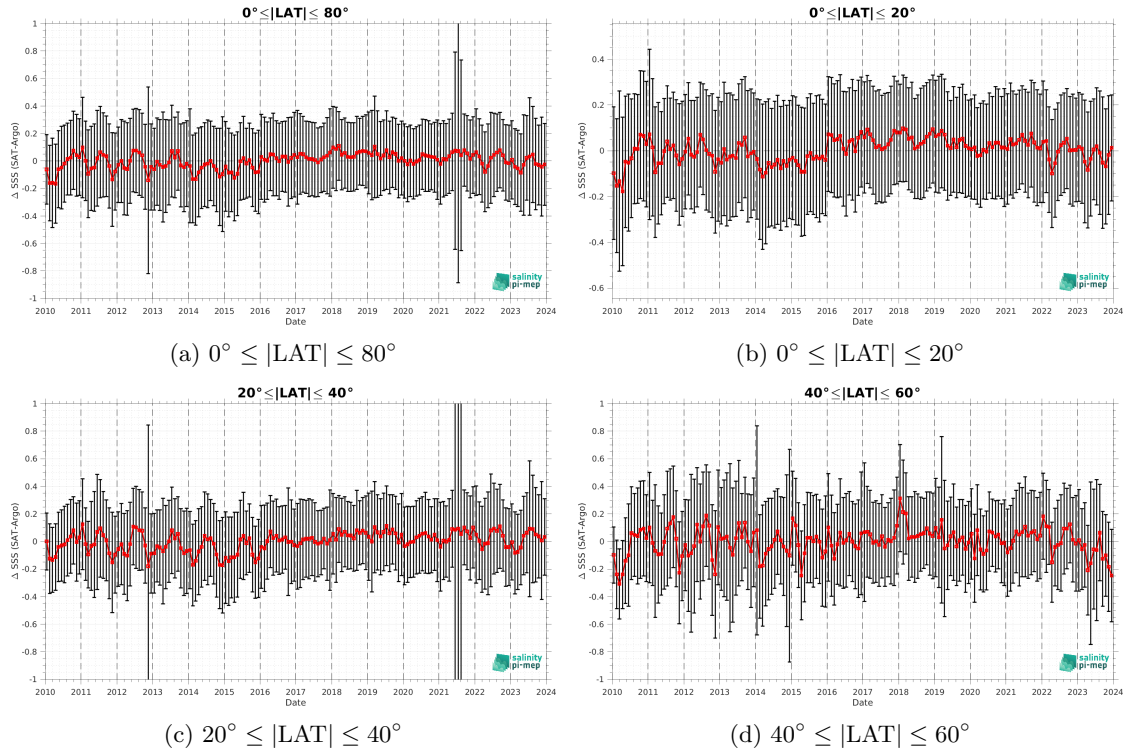 0°≤|LAT|≤ 80°
Δ SSS (SAT-Argo)
1
0.8
0.6
0.4
0.2
0
-0.2
-0.4
-0.6
-0.8
-1
2010 2011 2012 2013 2014 2015 2016 2017 2018 2019 2020 2021 2022 2023 2024
Date
salinity
pi-mep
(a) 0° ≤ |LAT| ≤ 80°
0°≤|LAT|≤ 20°
Δ SSS (SAT-Argo)
0.4
0.2
0
-0.2
-0.4
-0.6
2010 2011 2012 2013 2014 2015 2016 2017 2018 2019 2020 2021 2022 2023 2024
Date
salinity
pi-mep
(b) 0° ≤ |LAT| ≤ 20°
20°≤|LAT|≤ 40°
Δ SSS (SAT-Argo)
1
0.8
0.6
0.4
0.2
0
-0.2
-0.4
-0.6
-0.8
-1
2010 2011 2012 2013 2014 2015 2016 2017 2018 2019 2020 2021 2022 2023 2024
Date
salinity
pi-mep
(c) 20° ≤ |LAT| ≤ 40°
40°≤|LAT|≤ 60°
Δ SSS (SAT-Argo)
1
0.8
0.6
0.4
0.2
0
-0.2
-0.4
-0.6
-0.8
-1
2010 2011 2012 2013 2014 2015 2016 2017 2018 2019 2020 2021 2022 2023 2024
Date
salinity
pi-mep
(d) 40° ≤ |LAT| ≤ 60°